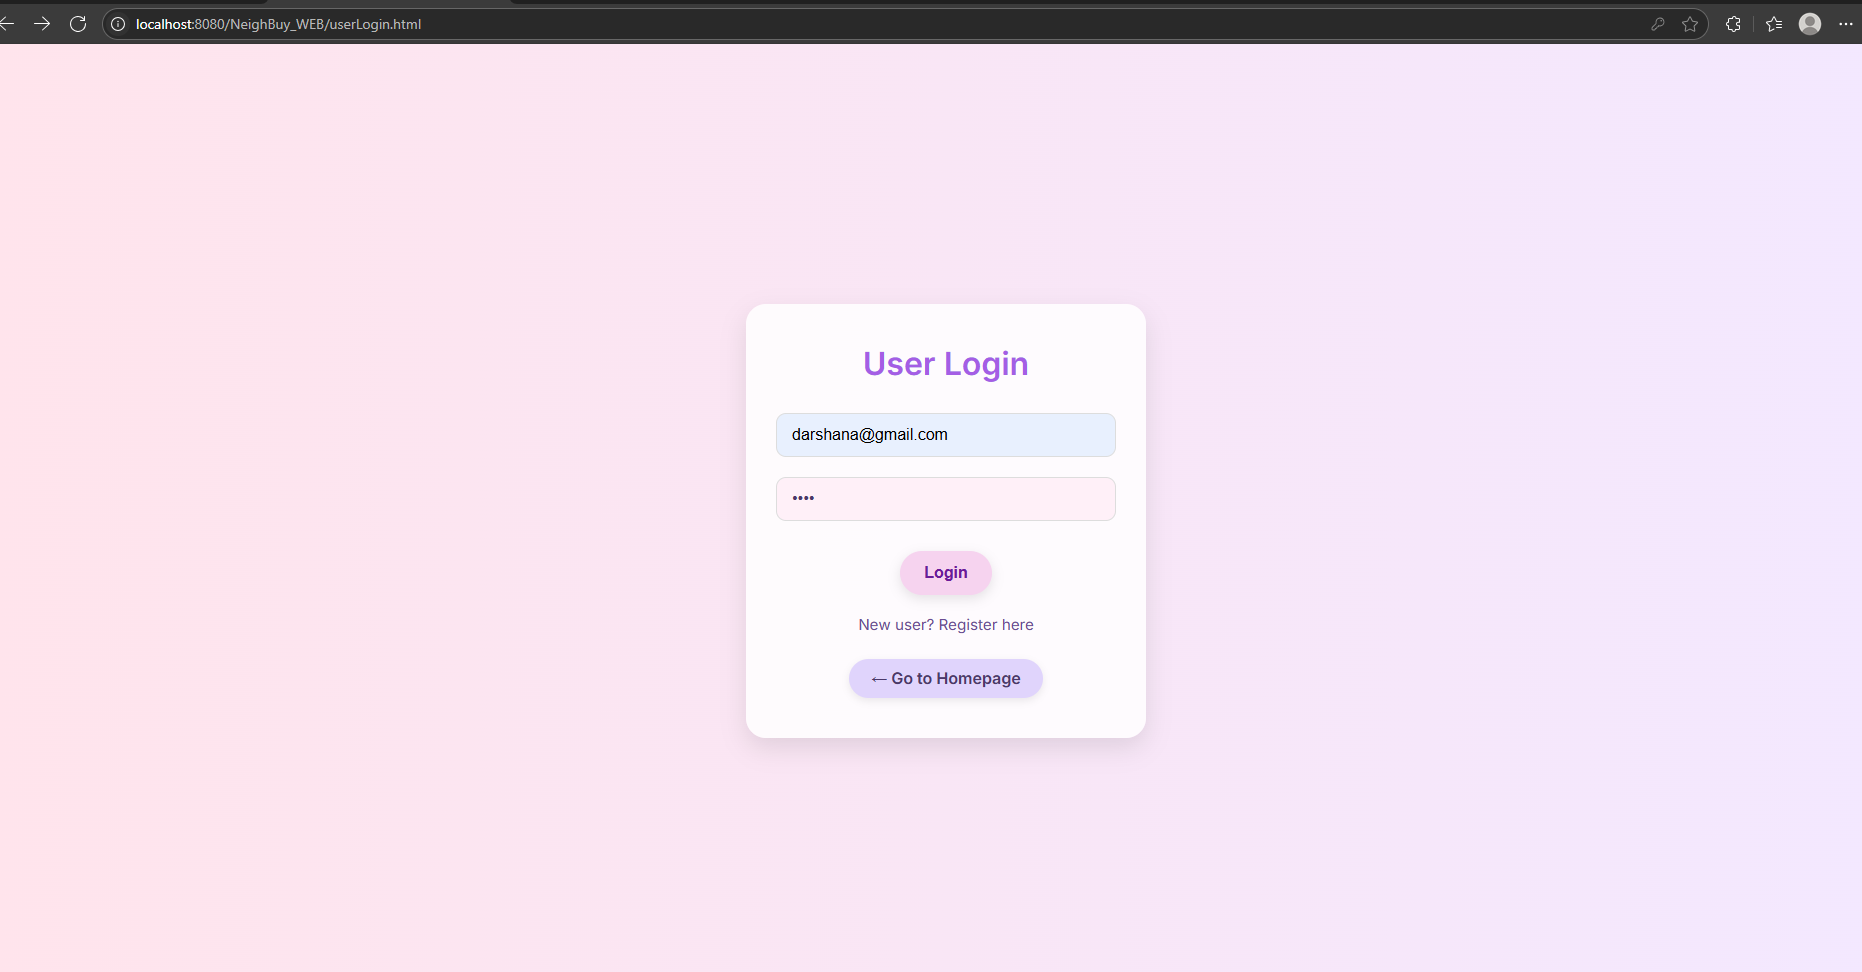 localhost:8080/NeighBuy_WEB/userLogin.html
User Login
darshana@gmail.com
••••
Login
New user? Register here
← Go to Homepage